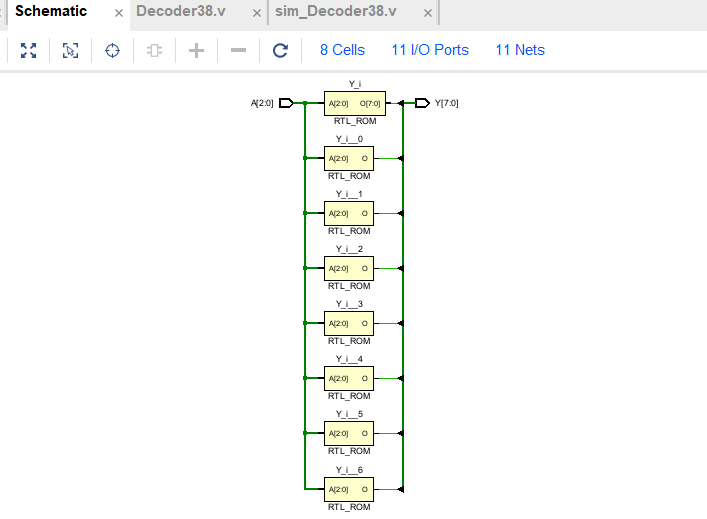 Schematic × Decoder38.v × sim_Decoder38.v ×
8 Cells 11 I/O Ports 11 Nets
Y_i
A[2:0] A[2:0] O[7:0] Y[7:0]
RTL_ROM
Y_i__0
A[2:0] O
RTL_ROM
Y_i__1
A[2:0] O
RTL_ROM
Y_i__2
A[2:0] O
RTL_ROM
Y_i__3
A[2:0] O
RTL_ROM
Y_i__4
A[2:0] O
RTL_ROM
Y_i__5
A[2:0] O
RTL_ROM
Y_i__6
A[2:0] O
RTL_ROM